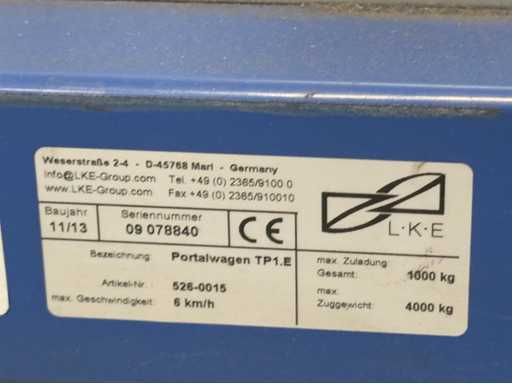 Weserstraße 2-4 - D-45768 Marl - Germany
Info@LKE-Group.com Tel. +49 (0) 2365/9100 0
www.LKE-Group.com Fax +49 (0) 2365/910010
L·K·E
Baujahr
11/13
Seriennummer
09 078840
CE
Bezeichnung: Portalwagen TP1.E
Artikel-Nr.: 526-0015
max. Geschwindigkeit: 6 km/h
max. Zuladung
Gesamt: 1000 kg
max.
Zuggewicht: 4000 kg